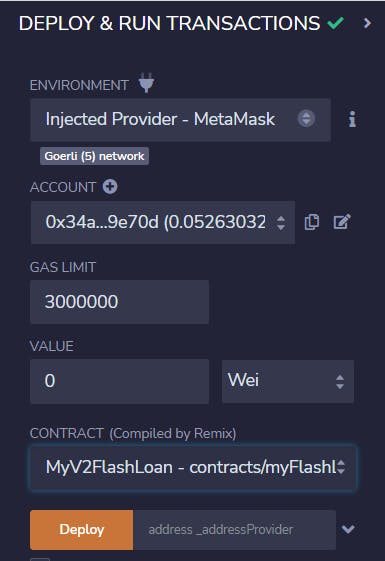 DEPLOY & RUN TRANSACTIONS
ENVIRONMENT
Injected Provider - MetaMask
Goerli (5) network
ACCOUNT
0x34a...9e70d (0.05263032
GAS LIMIT
3000000
VALUE
0 Wei
CONTRACT (Compiled by Remix)
MyV2FlashLoan - contracts/myFlashl
Deploy address _addressProvider